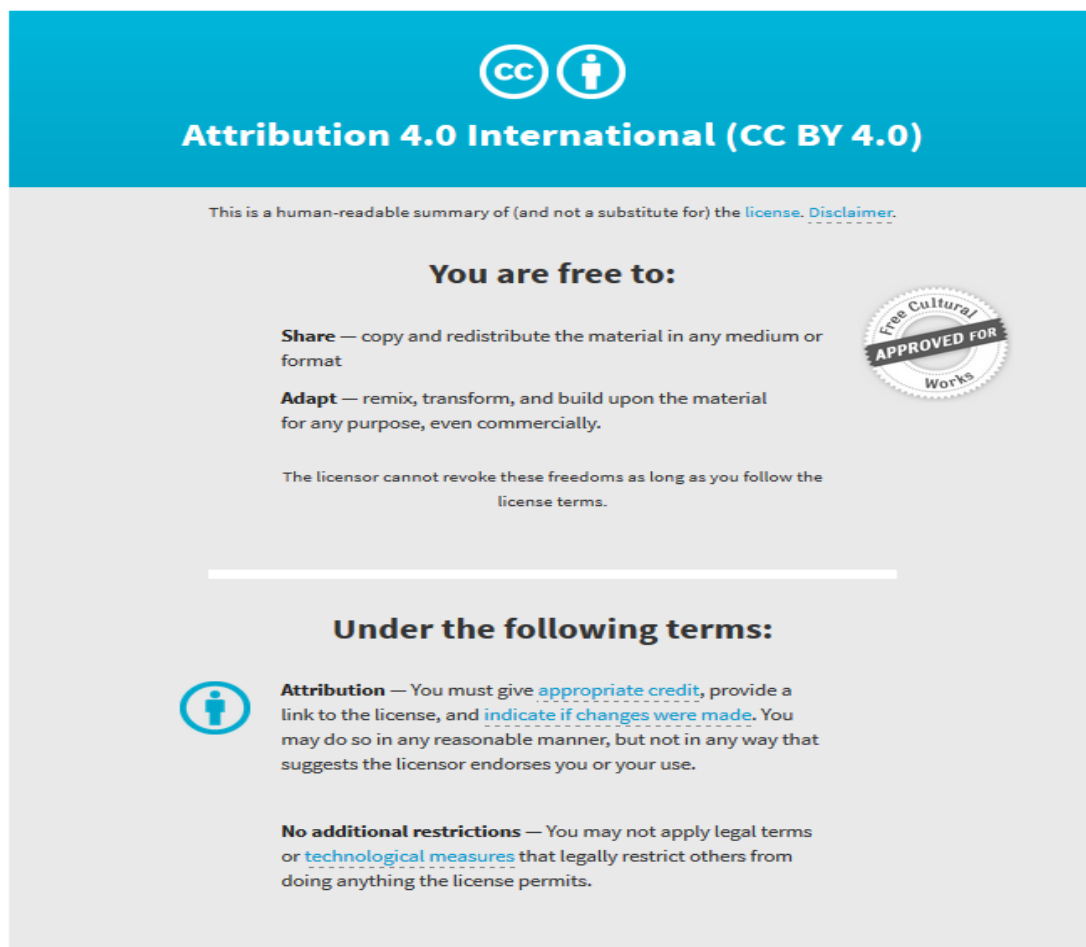 cc
Attribution 4.0 International (CC BY 4.0)
This is a human-readable summary of (and not a substitute for) the license. Disclaimer.
You are free to:
Free Cultural
APPROVED FOR
Works
Share — copy and redistribute the material in any medium or
format
Adapt — remix, transform, and build upon the material
for any purpose, even commercially.
The licensor cannot revoke these freedoms as long as you follow the
license terms.
Under the following terms:
Attribution — You must give appropriate credit, provide a
link to the license, and indicate if changes were made. You
may do so in any reasonable manner, but not in any way that
suggests the licensor endorses you or your use.
No additional restrictions — You may not apply legal terms
or technological measures that legally restrict others from
doing anything the license permits.